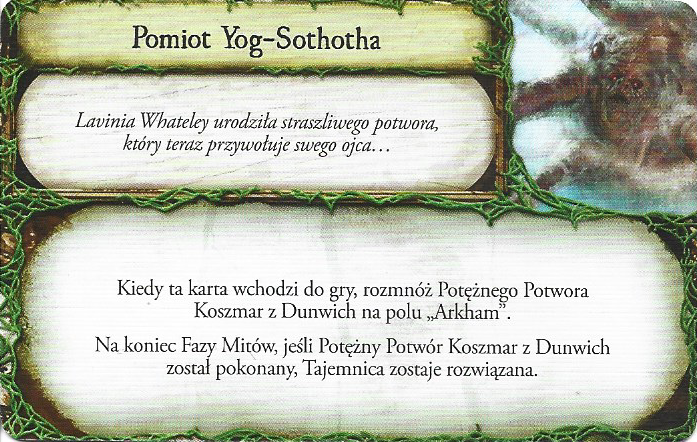 Pomiot Yog-Sothotha
Lavinia Whateley urodziła straszliwego potwora,
który teraz przywołuje swego ojca…
Kiedy ta karta wchodzi do gry, rozmnóż Potężnego Potwora
Koszmar z Dunwich na polu „Arkham”.
Na koniec Fazy Mitów, jeśli Potężny Potwór Koszmar z Dunwich
został pokonany, Tajemnica zostaje rozwiązana.